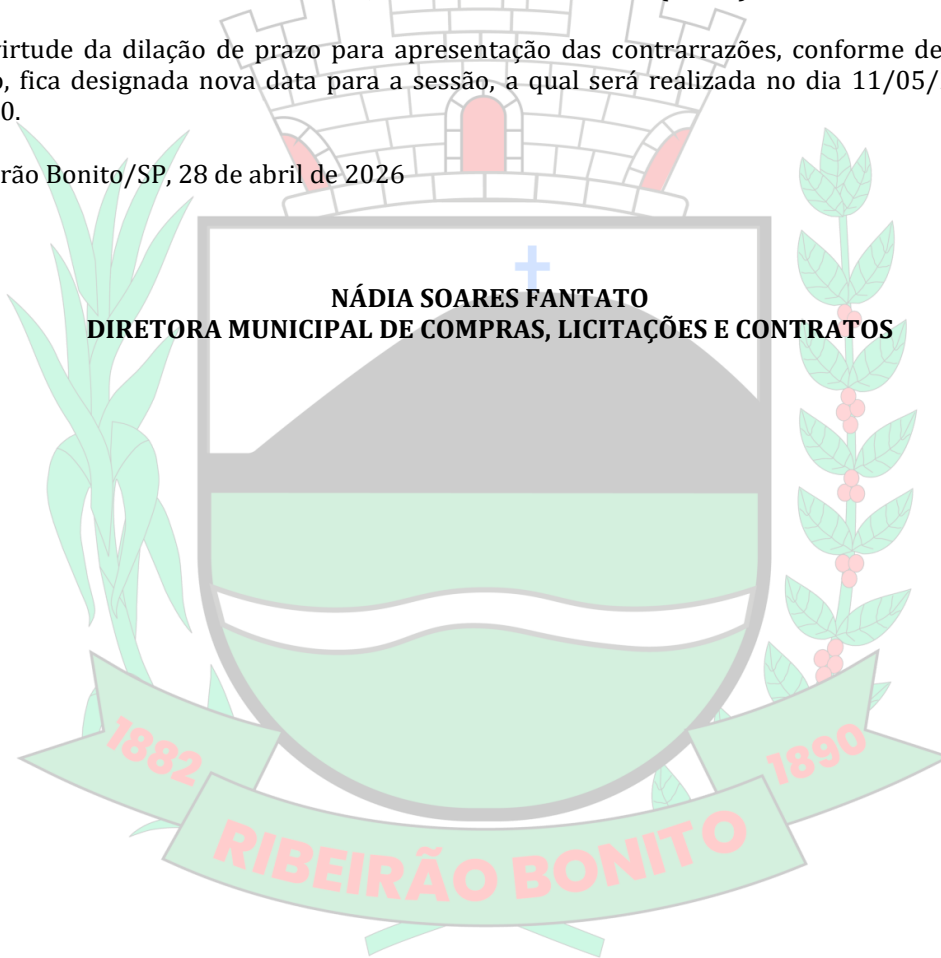 virtude da dilação de prazo para apresentação das contrarrazões, conforme de
o, fica designada nova data para a sessão, a qual será realizada no dia 11/05/
0.
rão Bonito/SP, 28 de abril de 2026
NÁDIA SOARES FANTATO
DIRETORA MUNICIPAL DE COMPRAS, LICITAÇÕES E CONTRATOS
1882
1890
RIBEIRÃO BONITO